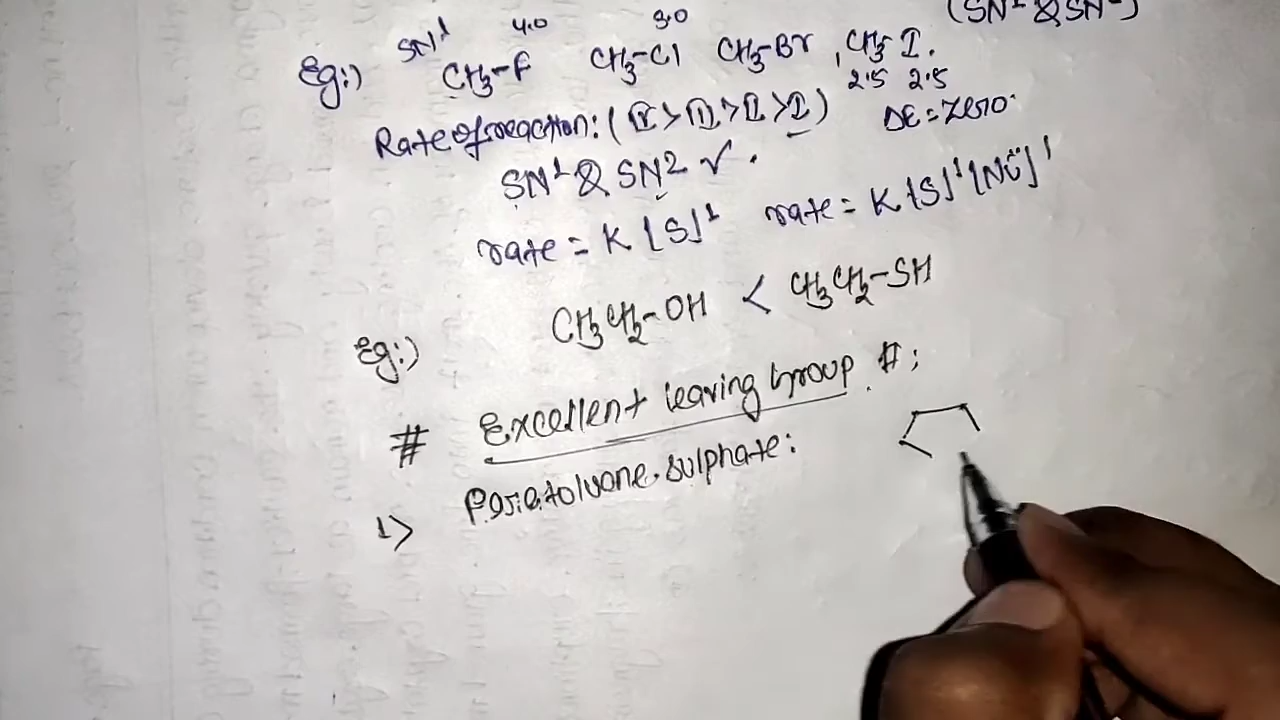 (SN1 & SN2)
SN1 4.0 3.0
Eg:) CH3-F CH3-Cl CH3-Br , CH3-I.
2.5 2.5
Rate of reaction: (IV > III > II > I) ΔE = Zero.
SN1 & SN2 ✓.
rate = K [S]1 rate = K [S]1 [Nü]1
Eg:) CH3CH2-OH < CH3CH2-SH
# Excellent leaving Group. #;
1> Para.toluane.sulphate: